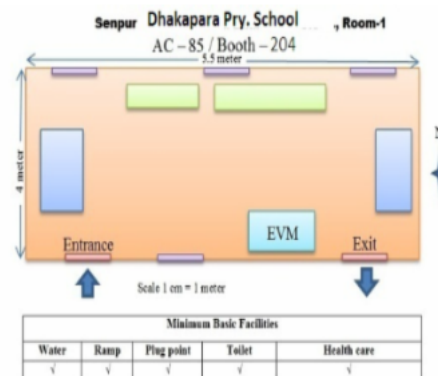 Senpur Dhakapara Pry. School , Room-1
AC – 85 / Booth – 204
5.5 meter
4 meter
N
EVM
Entrance
Exit
Scale 1 cm = 1 meter
Minimum Basic Facilities
Water Ramp Plug point Toilet Health care
√ √ √ √ √